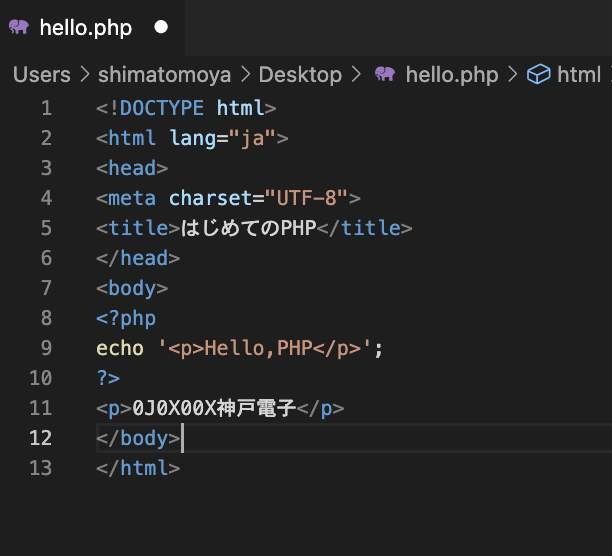 hello.php
Users > shimatomoya > Desktop > hello.php > html
1 <!DOCTYPE html>
2 <html lang="ja">
3 <head>
4 <meta charset="UTF-8">
5 <title>はじめてのPHP</title>
6 </head>
7 <body>
8 <?php
9 echo '<p>Hello,PHP</p>';
10 ?>
11 <p>0J0X00X神戸電子</p>
12 </body>
13 </html>